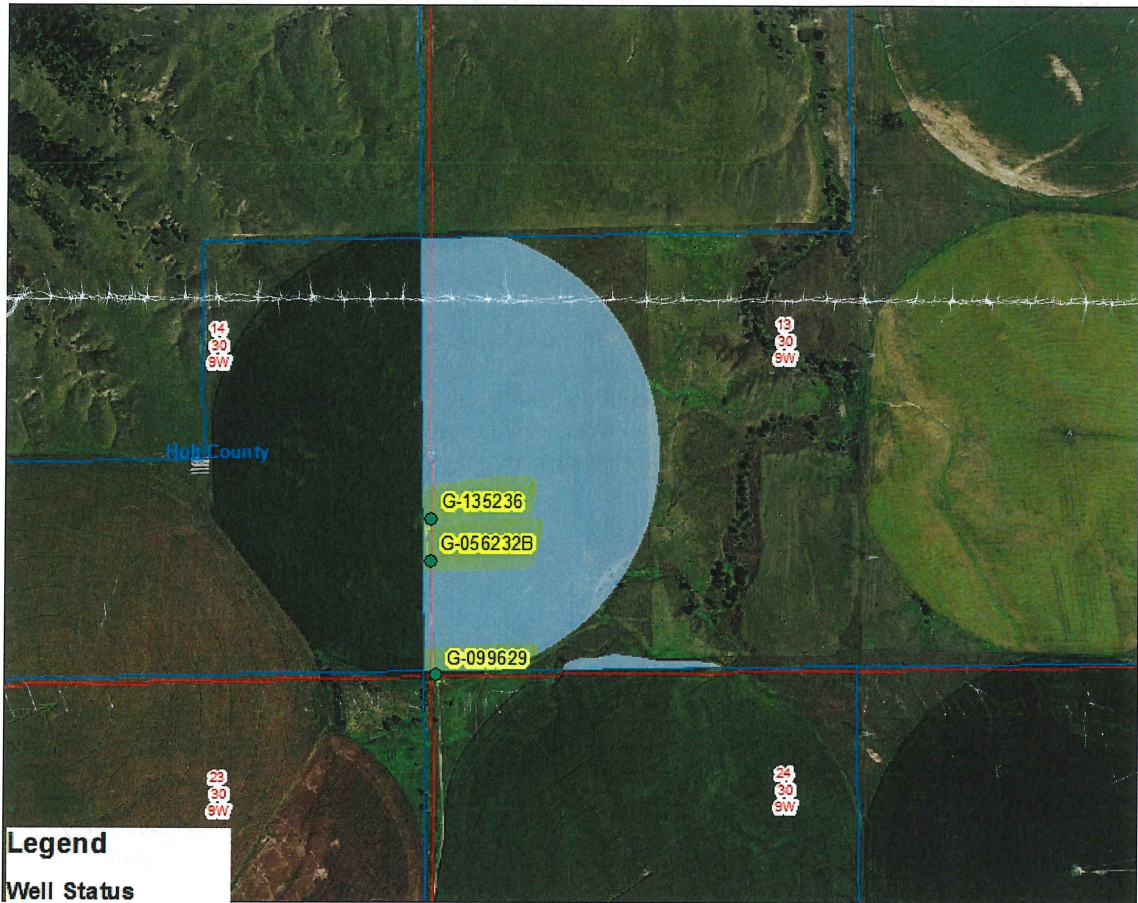 14
30
9W
13
30
9W
Holt County
G-135236
G-056232B
G-099629
23
30
9W
24
30
9W
Legend
Well Status